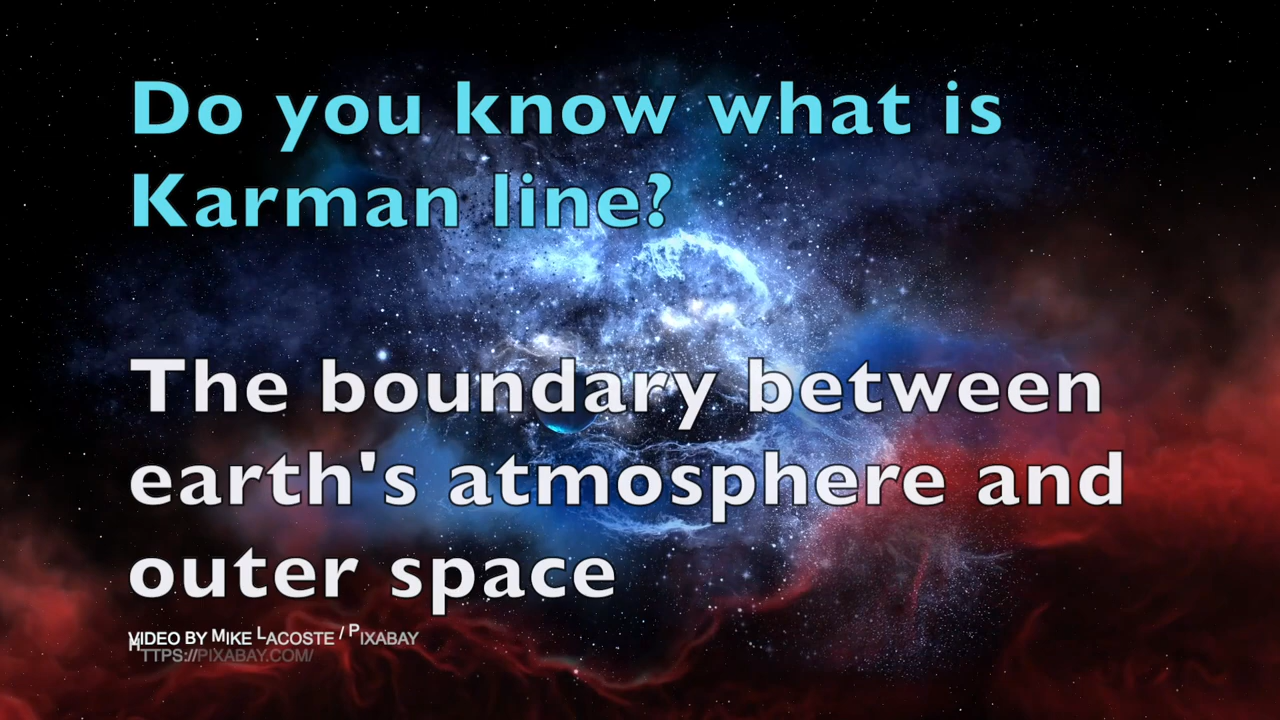 Do you know what is
Karman line?
The boundary between
earth's atmosphere and
outer space
VIDEO BY MIKE LACOSTE / PIXABAY
HTTPS://PIXABAY.COM/